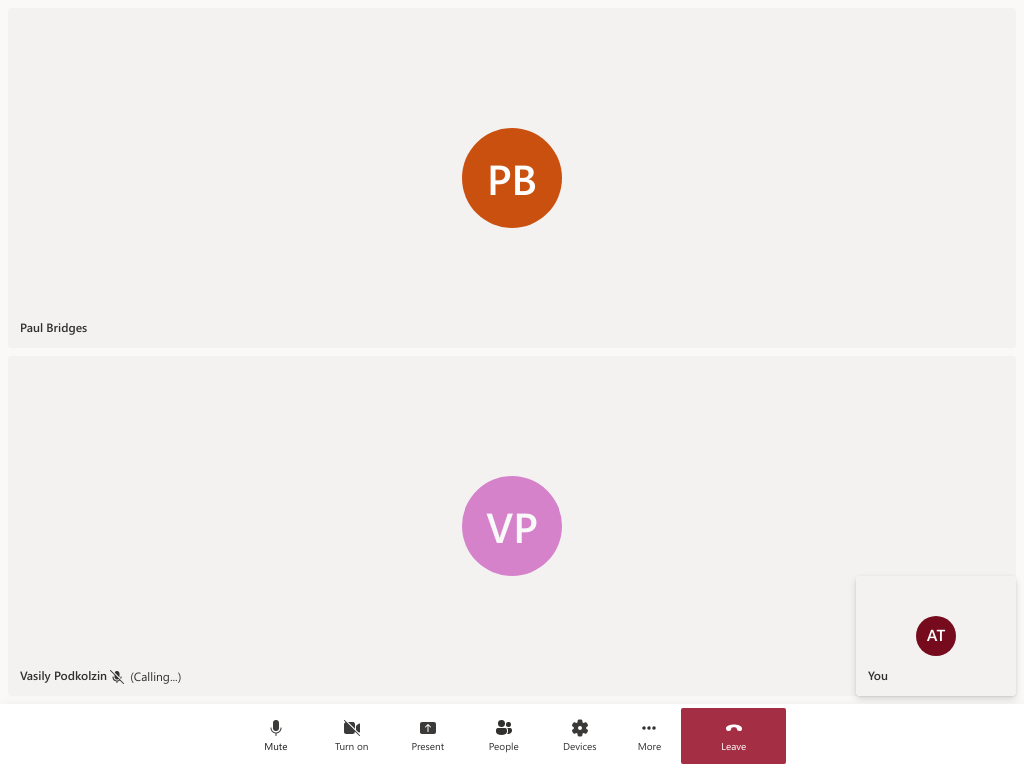 PB
Paul Bridges
VP
Vasily Podkolzin (Calling...)
AT
You
Mute
Turn on
Present
People
Devices
More
Leave